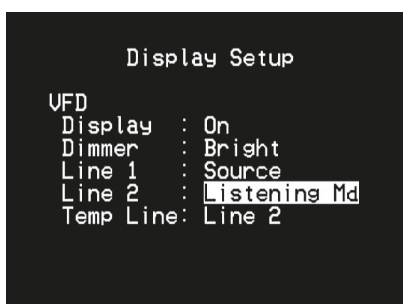 Display Setup
VFD
Display : On
Dimmer : Bright
Line 1 : Source
Line 2 : Listening Md
Temp Line: Line 2